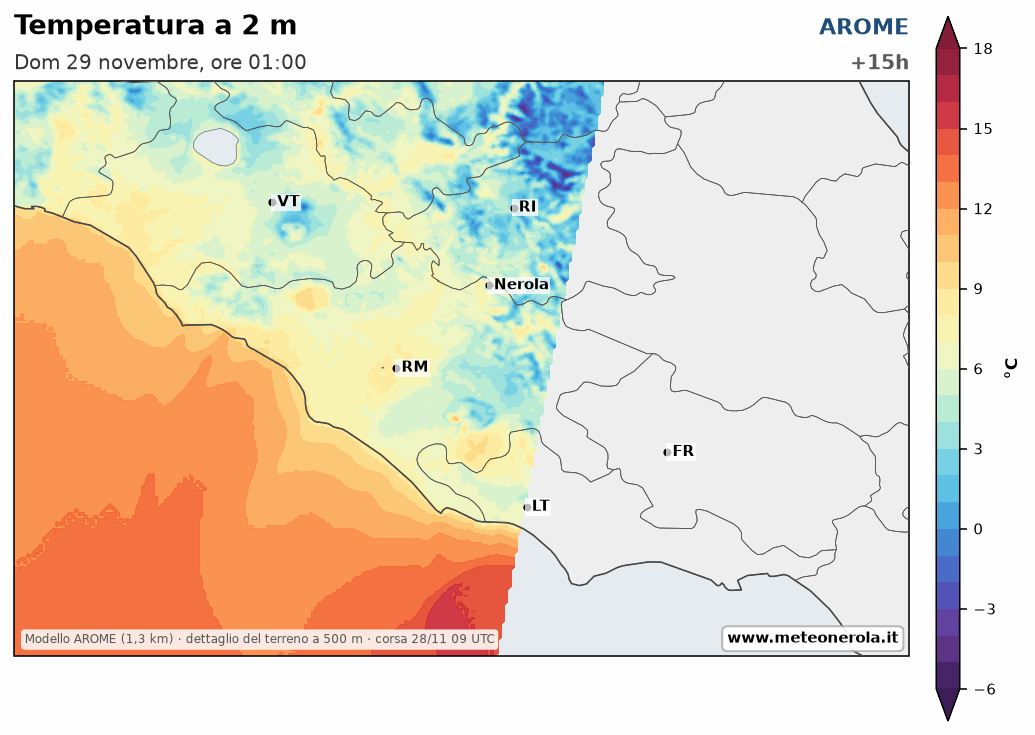 Temperatura a 2 m
AROME
Dom 29 novembre, ore 01:00
+15h
VT
RI
Nerola
RM
FR
LT
Modello AROME (1,3 km) · dettaglio del terreno a 500 m · corsa 28/11 09 UTC
www.meteonerola.it
18
15
12
9
6
3
0
−3
−6
°C